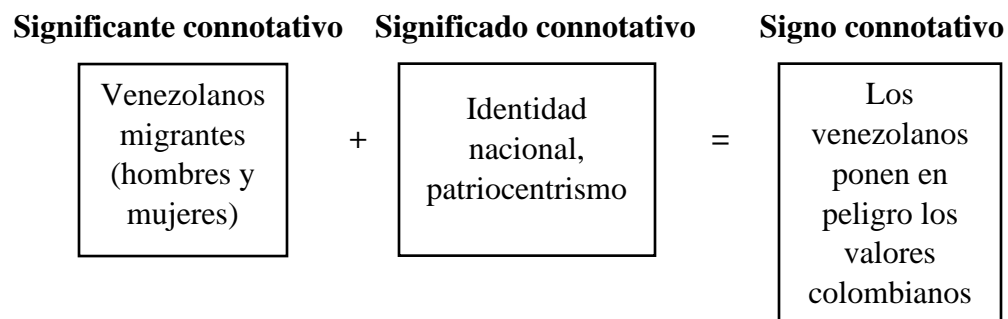 Significante connotativo Significado connotativo Signo connotativo
Venezolanos
migrantes
(hombres y
mujeres)
+
Identidad
nacional,
patriocentrismo
=
Los
venezolanos
ponen en
peligro los
valores
colombianos